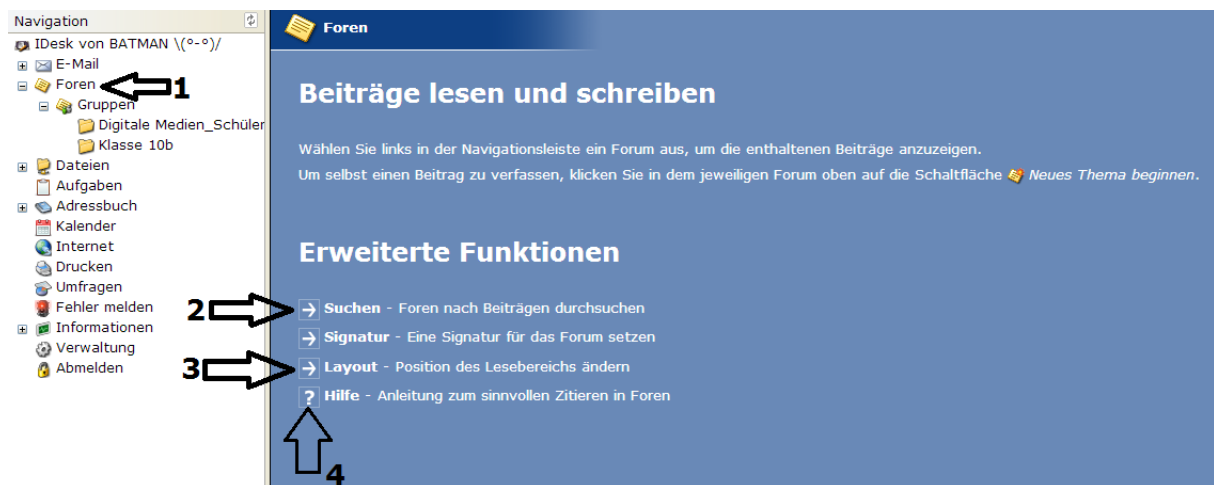 Navigation
IDesk von BATMAN \(°-°)/
E-Mail
Foren
1
Gruppen
Digitale Medien_Schüler
Klasse 10b
Dateien
Aufgaben
Adressbuch
Kalender
Internet
Drucken
Umfragen
Fehler melden
Informationen
Verwaltung
Abmelden
Foren
Beiträge lesen und schreiben
Wählen Sie links in der Navigationsleiste ein Forum aus, um die enthaltenen Beiträge anzuzeigen.
Um selbst einen Beitrag zu verfassen, klicken Sie in dem jeweiligen Forum oben auf die Schaltfläche Neues Thema beginnen.
Erweiterte Funktionen
2
Suchen - Foren nach Beiträgen durchsuchen
Signatur - Eine Signatur für das Forum setzen
3
Layout - Position des Lesebereichs ändern
? Hilfe - Anleitung zum sinnvollen Zitieren in Foren
4